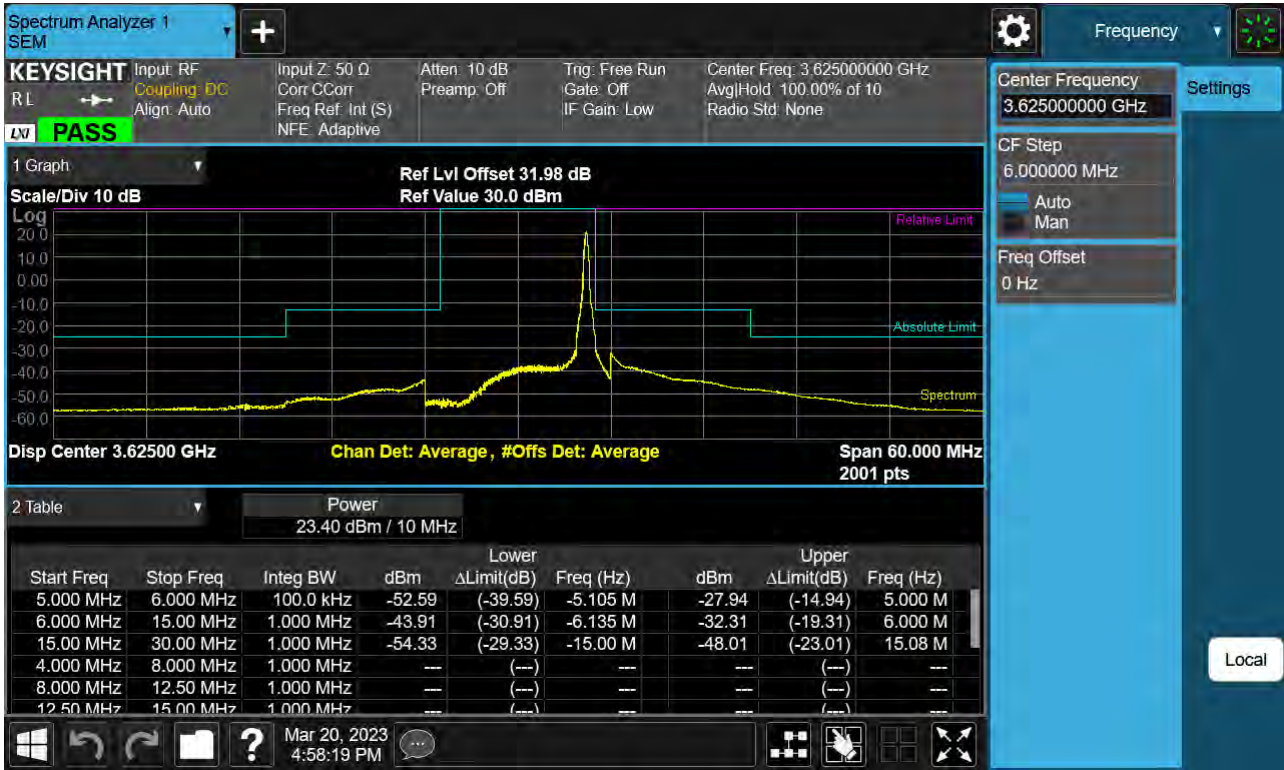 Spectrum Analyzer 1
SEM
Frequency
KEYSIGHT
R L
LXI
PASS
Input: RF
Coupling: DC
Align: Auto
Input Z: 50 Ω
Corr CCorr
Freq Ref: Int (S)
NFE: Adaptive
Atten: 10 dB
Preamp: Off
Trig: Free Run
Gate: Off
IF Gain: Low
Center Freq: 3.625000000 GHz
Avg|Hold: 100.00% of 10
Radio Std: None
Center Frequency
3.625000000 GHz
Settings
CF Step
6.000000 MHz
Auto
Man
Freq Offset
0 Hz
Local
1 Graph
Scale/Div 10 dB
Ref Lvl Offset 31.98 dB
Ref Value 30.0 dBm
Log
20.0
10.0
0.00
-10.0
-20.0
-30.0
-40.0
-50.0
-60.0
Relative Limit
Absolute Limit
Spectrum
Disp Center 3.62500 GHz
Chan Det: Average, #Offs Det: Average
Span 60.000 MHz
2001 pts
2 Table
Power
23.40 dBm / 10 MHz
Lower Upper
Start Freq Stop Freq Integ BW dBm ΔLimit(dB) Freq (Hz) dBm ΔLimit(dB) Freq (Hz)
5.000 MHz 6.000 MHz 100.0 kHz -52.59 (-39.59) -5.105 M -27.94 (-14.94) 5.000 M
6.000 MHz 15.00 MHz 1.000 MHz -43.91 (-30.91) -6.135 M -32.31 (-19.31) 6.000 M
15.00 MHz 30.00 MHz 1.000 MHz -54.33 (-29.33) -15.00 M -48.01 (-23.01) 15.08 M
4.000 MHz 8.000 MHz 1.000 MHz --- (---) --- --- (---) ---
8.000 MHz 12.50 MHz 1.000 MHz --- (---) --- --- (---) ---
12.50 MHz 15.00 MHz 1.000 MHz --- (---) --- --- (---) ---
Mar 20, 2023
4:58:19 PM